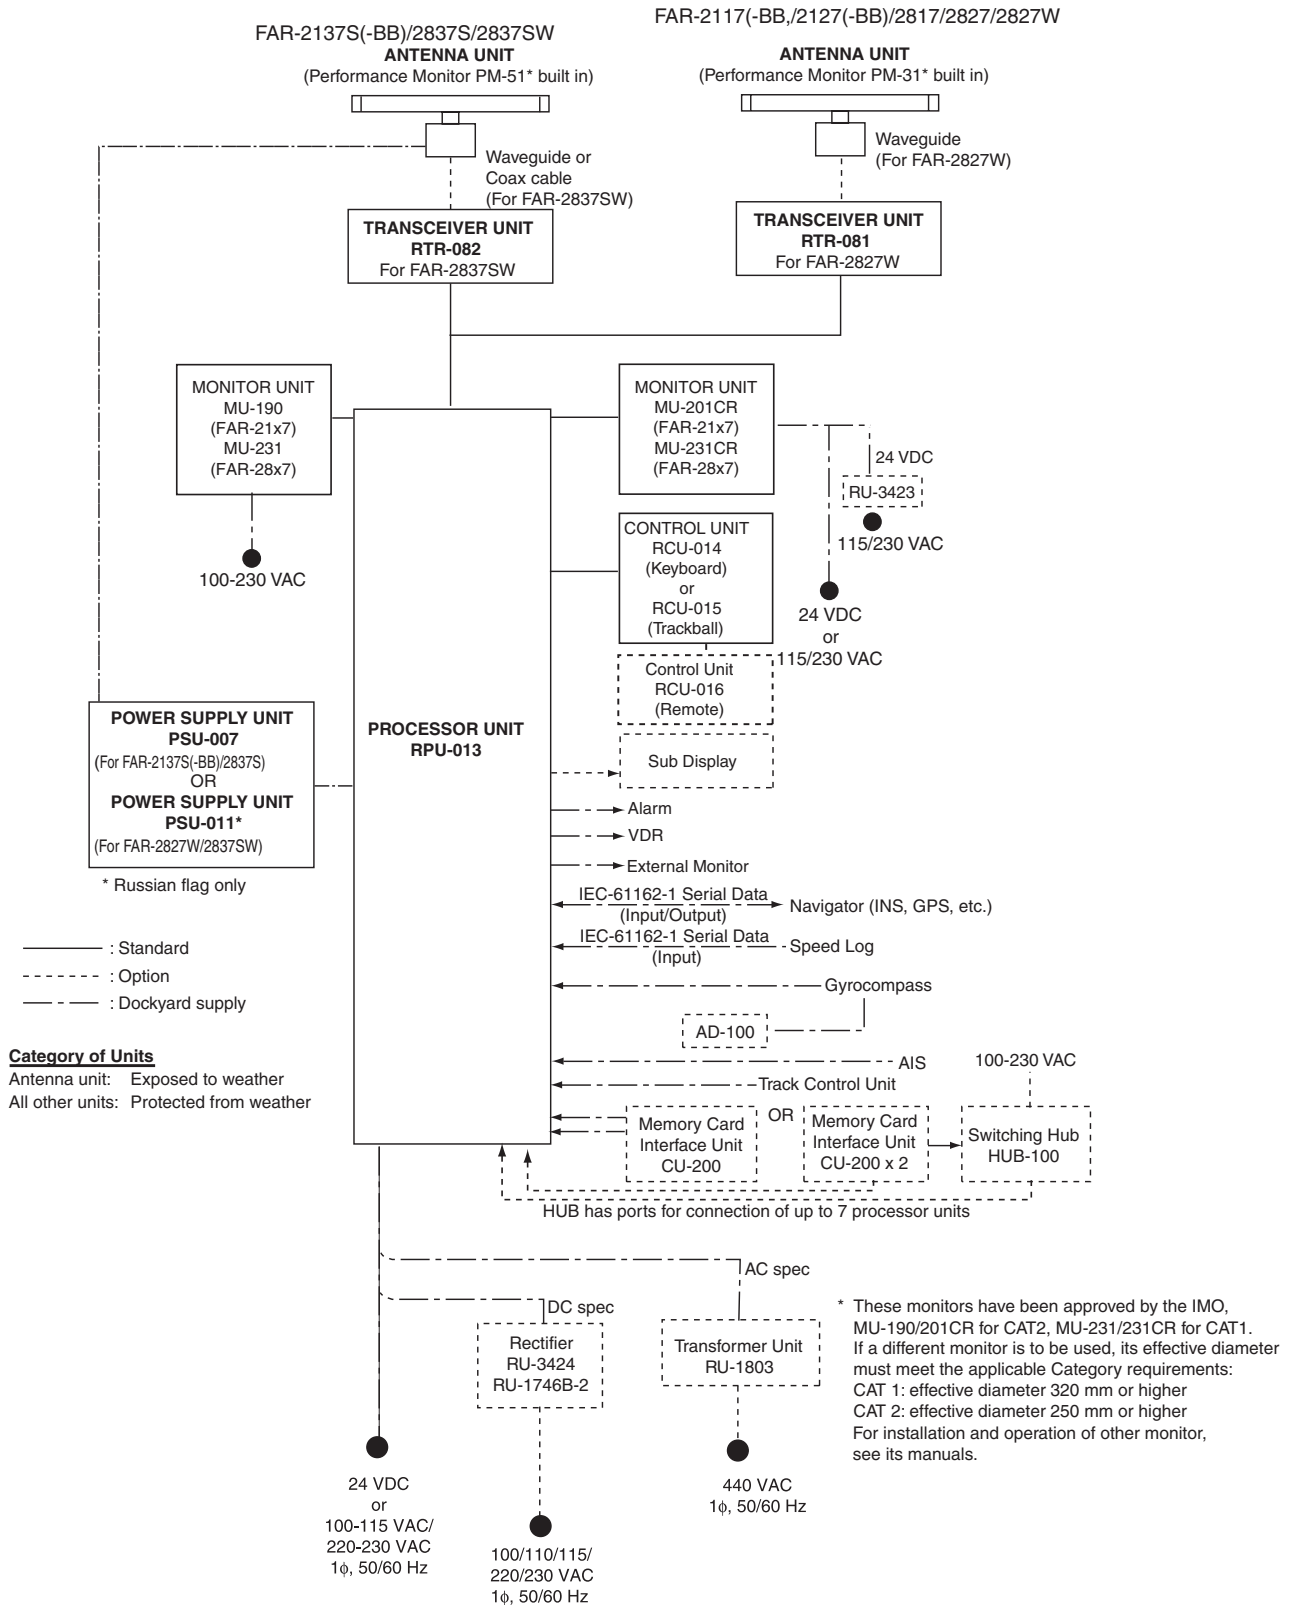 FAR-2137S(-BB)/2837S/2837SW
ANTENNA UNIT
(Performance Monitor PM-51* built in)
FAR-2117(-BB,/2127(-BB)/2817/2827/2827W
ANTENNA UNIT
(Performance Monitor PM-31* built in)
Waveguide or
Coax cable
(For FAR-2837SW)
Waveguide
(For FAR-2827W)
TRANSCEIVER UNIT
RTR-082
For FAR-2837SW
TRANSCEIVER UNIT
RTR-081
For FAR-2827W
MONITOR UNIT
MU-190
(FAR-21x7)
MU-231
(FAR-28x7)
100-230 VAC
MONITOR UNIT
MU-201CR
(FAR-21x7)
MU-231CR
(FAR-28x7)
24 VDC
RU-3423
115/230 VAC
24 VDC
or
115/230 VAC
CONTROL UNIT
RCU-014
(Keyboard)
or
RCU-015
(Trackball)
Control Unit
RCU-016
(Remote)
Sub Display
PROCESSOR UNIT
RPU-013
POWER SUPPLY UNIT
PSU-007
(For FAR-2137S(-BB)/2837S)
OR
POWER SUPPLY UNIT
PSU-011*
(For FAR-2827W/2837SW)
* Russian flag only
Alarm
VDR
External Monitor
IEC-61162-1 Serial Data
(Input/Output)
Navigator (INS, GPS, etc.)
IEC-61162-1 Serial Data
(Input)
Speed Log
Gyrocompass
AD-100
AIS
Track Control Unit
: Standard
: Option
: Dockyard supply
Category of Units
Antenna unit: Exposed to weather
All other units: Protected from weather
Memory Card
Interface Unit
CU-200
OR
Memory Card
Interface Unit
CU-200 x 2
100-230 VAC
Switching Hub
HUB-100
HUB has ports for connection of up to 7 processor units
AC spec
DC spec
Rectifier
RU-3424
RU-1746B-2
Transformer Unit
RU-1803
24 VDC
or
100-115 VAC/
220-230 VAC
1ϕ, 50/60 Hz
100/110/115/
220/230 VAC
1ϕ, 50/60 Hz
440 VAC
1ϕ, 50/60 Hz
* These monitors have been approved by the IMO,
MU-190/201CR for CAT2, MU-231/231CR for CAT1.
If a different monitor is to be used, its effective diameter
must meet the applicable Category requirements:
CAT 1: effective diameter 320 mm or higher
CAT 2: effective diameter 250 mm or higher
For installation and operation of other monitor,
see its manuals.